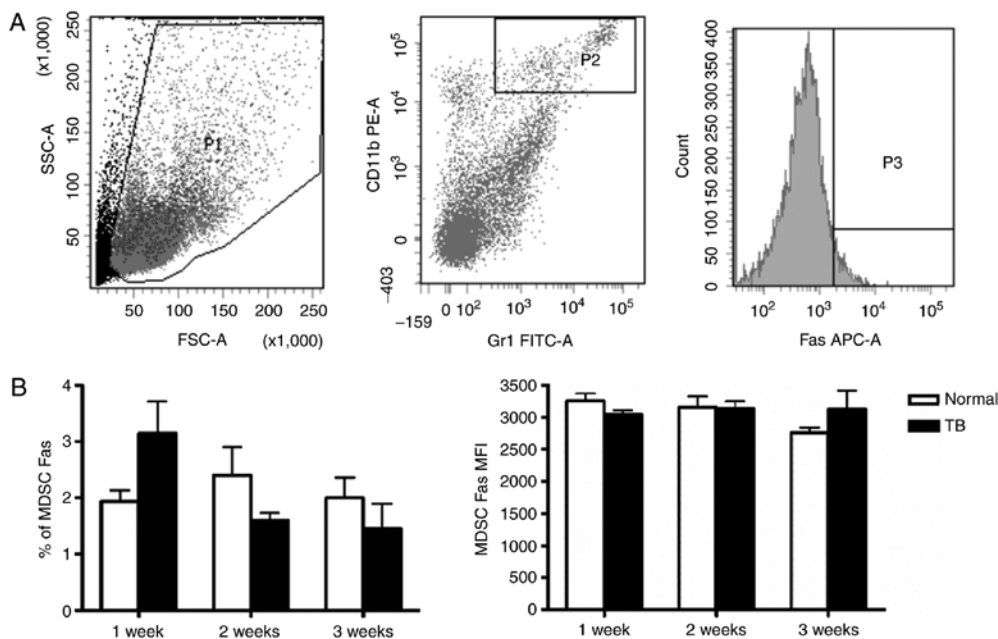 A
SSC-A
(x1,000)
250
200
150
100
50
P1
50 100 150 200 250
FSC-A (x1,000)
CD11b PE-A
10^5
10^4
10^3
0
−403
P2
−159
0 10^2 10^3 10^4 10^5
Gr1 FITC-A
Count
400
350
300
250
200
150
100
50
0
P3
10^2 10^3 10^4 10^5
Fas APC-A
B
% of MDSC Fas
4
3
2
1
0
1 week 2 weeks 3 weeks
MDSC Fas MFI
3500
3000
2500
2000
1500
1000
500
0
1 week 2 weeks 3 weeks
Normal
TB